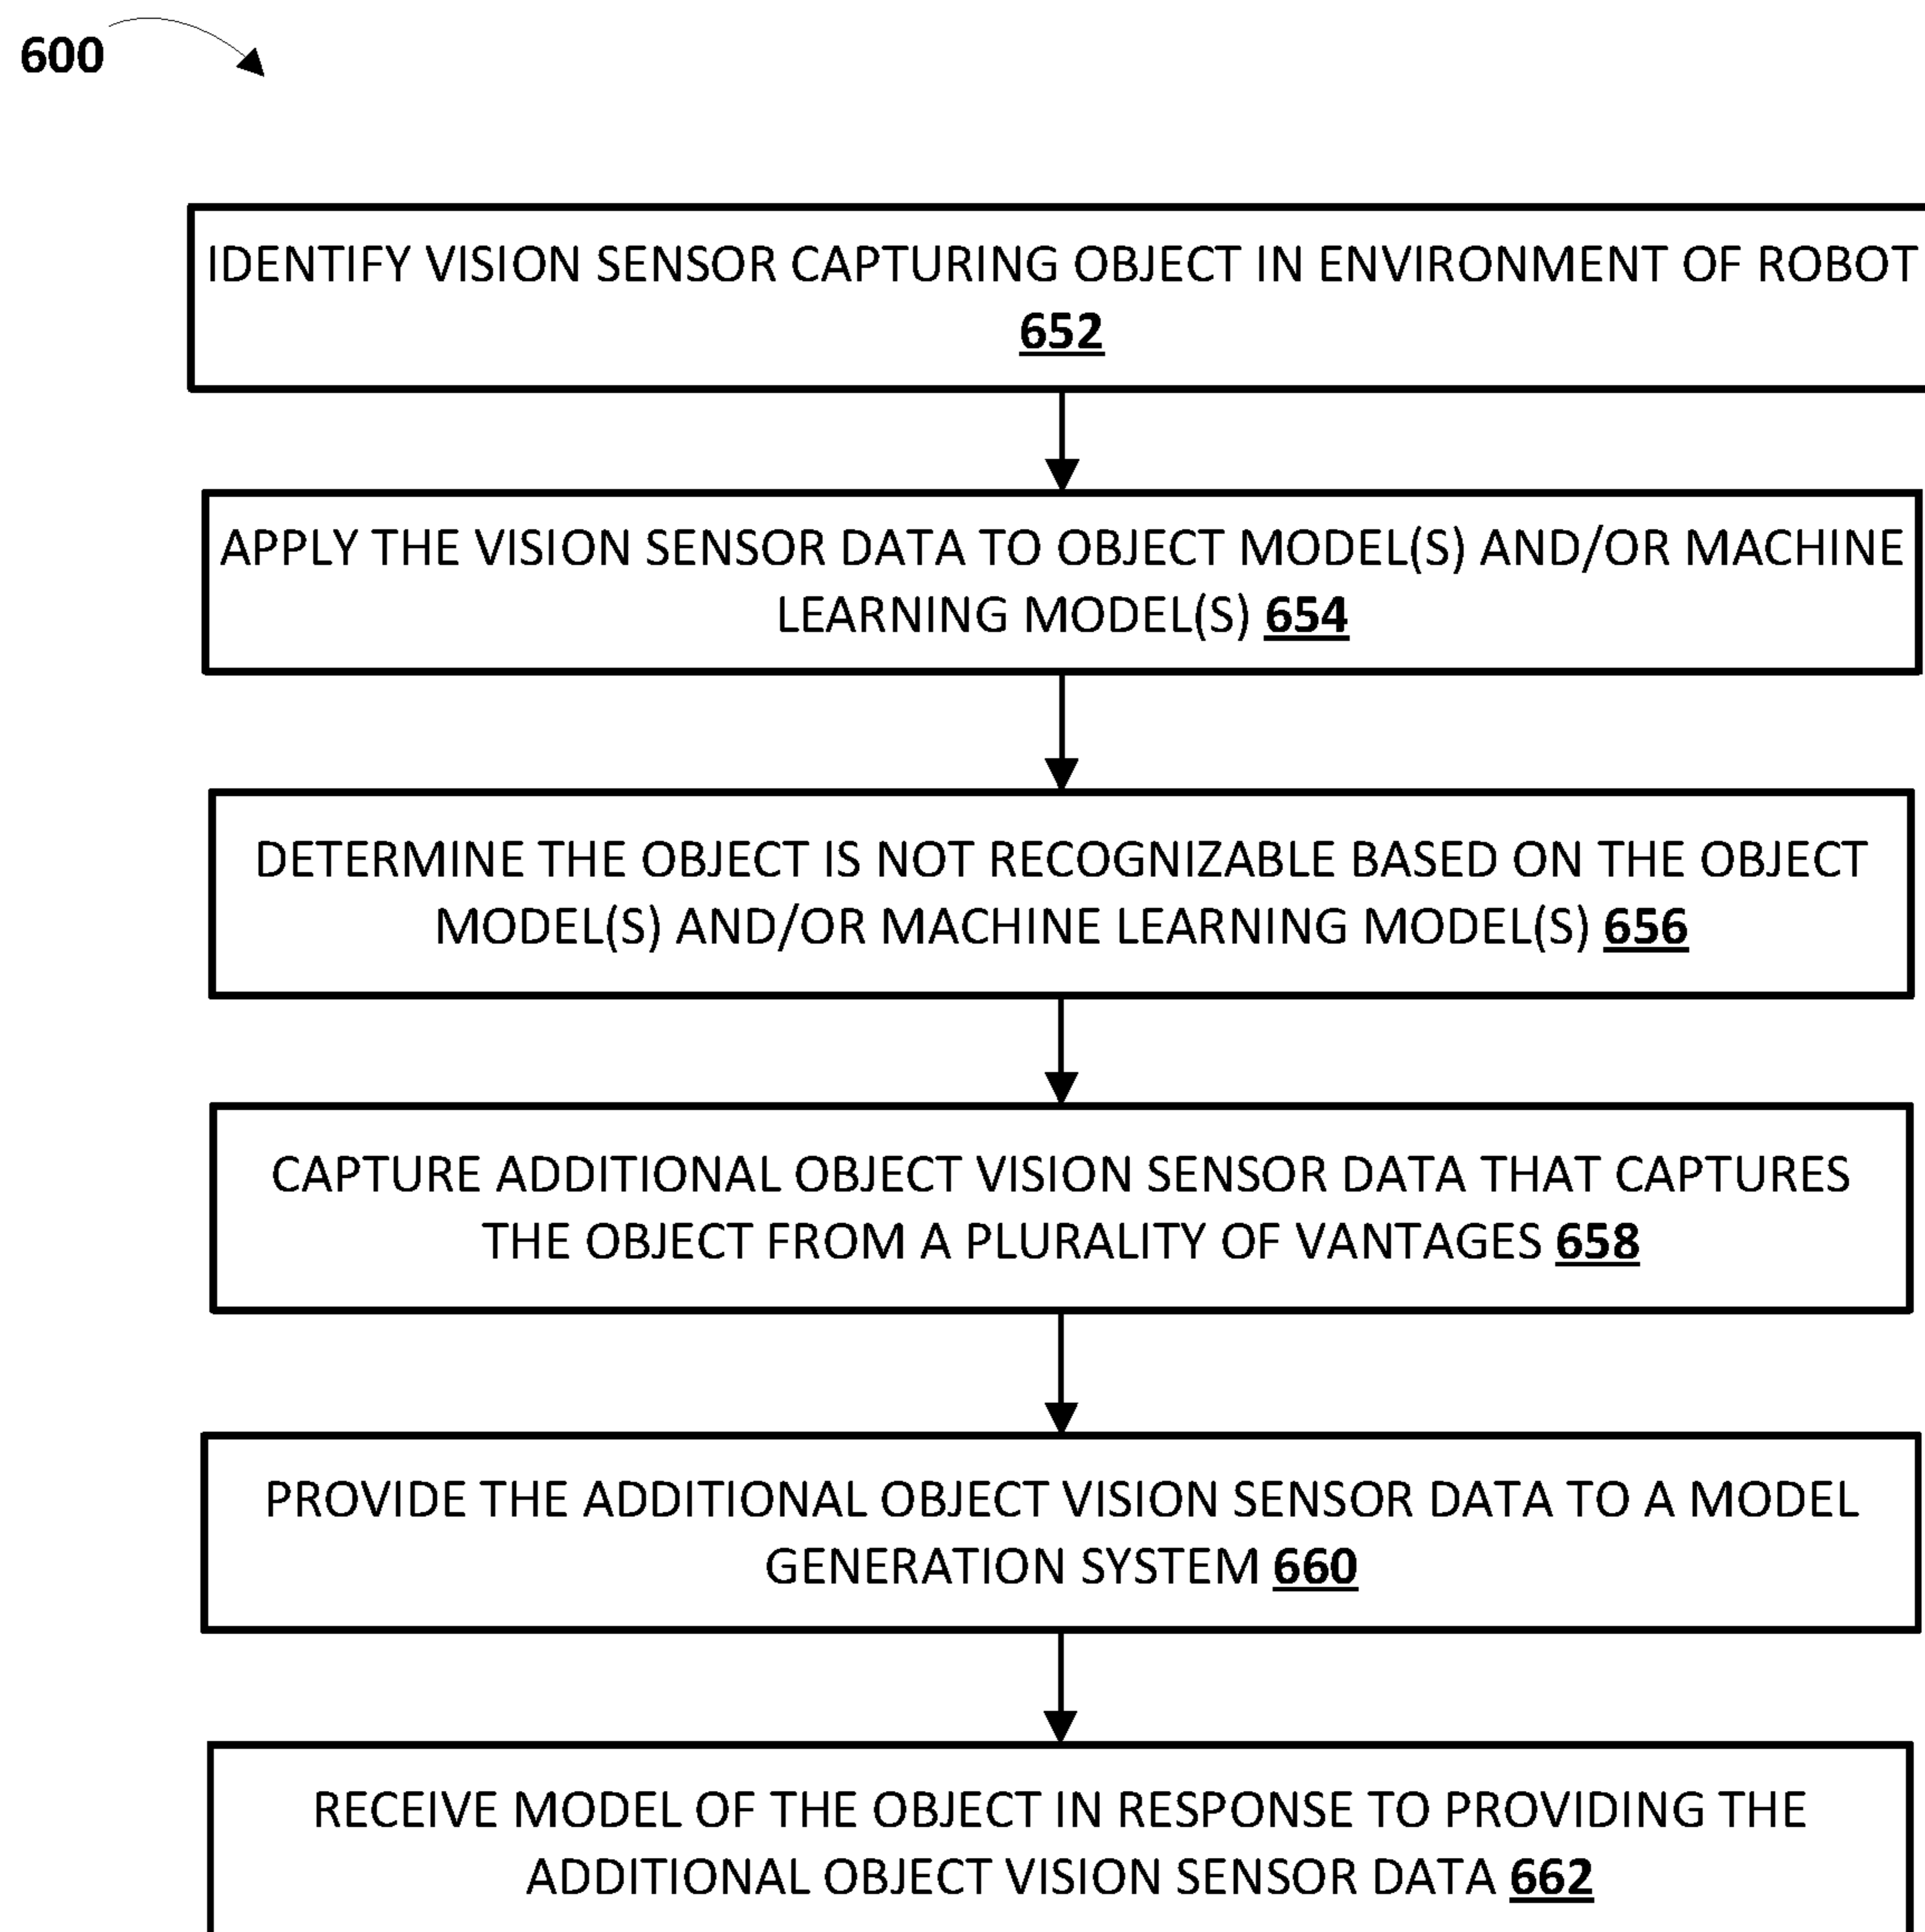 600
IDENTIFY VISION SENSOR CAPTURING OBJECT IN ENVIRONMENT OF ROBOT
652
APPLY THE VISION SENSOR DATA TO OBJECT MODEL(S) AND/OR MACHINE
LEARNING MODEL(S) 654
DETERMINE THE OBJECT IS NOT RECOGNIZABLE BASED ON THE OBJECT
MODEL(S) AND/OR MACHINE LEARNING MODEL(S) 656
CAPTURE ADDITIONAL OBJECT VISION SENSOR DATA THAT CAPTURES
THE OBJECT FROM A PLURALITY OF VANTAGES 658
PROVIDE THE ADDITIONAL OBJECT VISION SENSOR DATA TO A MODEL
GENERATION SYSTEM 660
RECEIVE MODEL OF THE OBJECT IN RESPONSE TO PROVIDING THE
ADDITIONAL OBJECT VISION SENSOR DATA 662